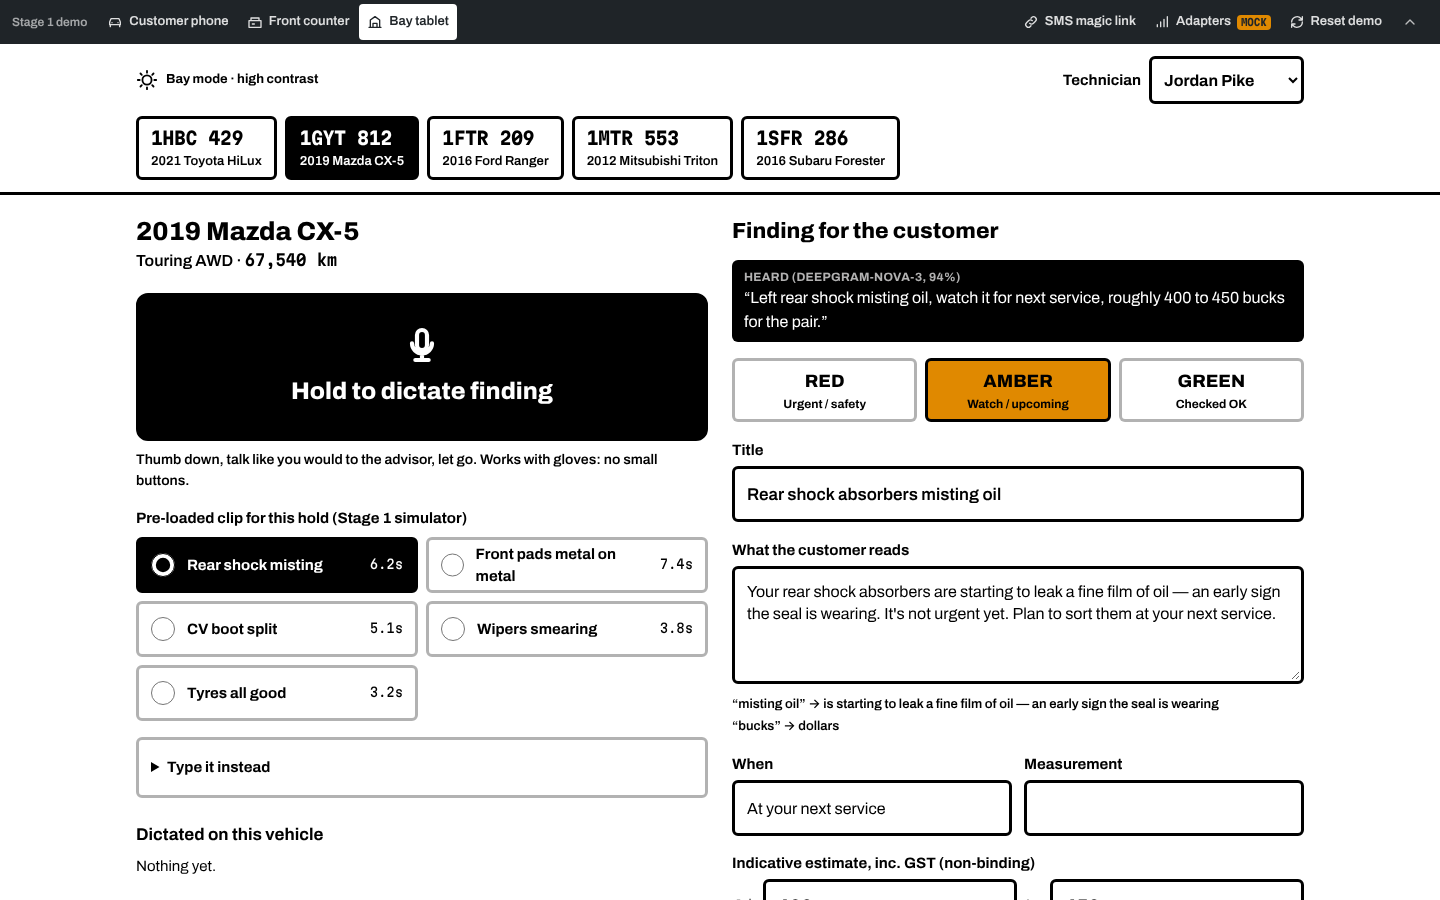 Stage 1 demo
Customer phone
Front counter
Bay tablet
SMS magic link
Adapters MOCK
Reset demo
Bay mode · high contrast
Technician
Jordan Pike
1HBC 429
2021 Toyota HiLux
1GYT 812
2019 Mazda CX-5
1FTR 209
2016 Ford Ranger
1MTR 553
2012 Mitsubishi Triton
1SFR 286
2016 Subaru Forester
2019 Mazda CX-5
Touring AWD · 67,540 km
Hold to dictate finding
Thumb down, talk like you would to the advisor, let go. Works with gloves: no small
buttons.
Pre-loaded clip for this hold (Stage 1 simulator)
Rear shock misting 6.2s
Front pads metal on
metal
7.4s
CV boot split 5.1s
Wipers smearing 3.8s
Tyres all good 3.2s
Type it instead
Dictated on this vehicle
Nothing yet.
Finding for the customer
HEARD (DEEPGRAM-NOVA-3, 94%)
“Left rear shock misting oil, watch it for next service, roughly 400 to 450 bucks
for the pair.”
RED
Urgent / safety
AMBER
Watch / upcoming
GREEN
Checked OK
Title
Rear shock absorbers misting oil
What the customer reads
Your rear shock absorbers are starting to leak a fine film of oil — an early sign
the seal is wearing. It's not urgent yet. Plan to sort them at your next service.
“misting oil” → is starting to leak a fine film of oil — an early sign the seal is wearing
“bucks” → dollars
When
At your next service
Measurement
Indicative estimate, inc. GST (non-binding)